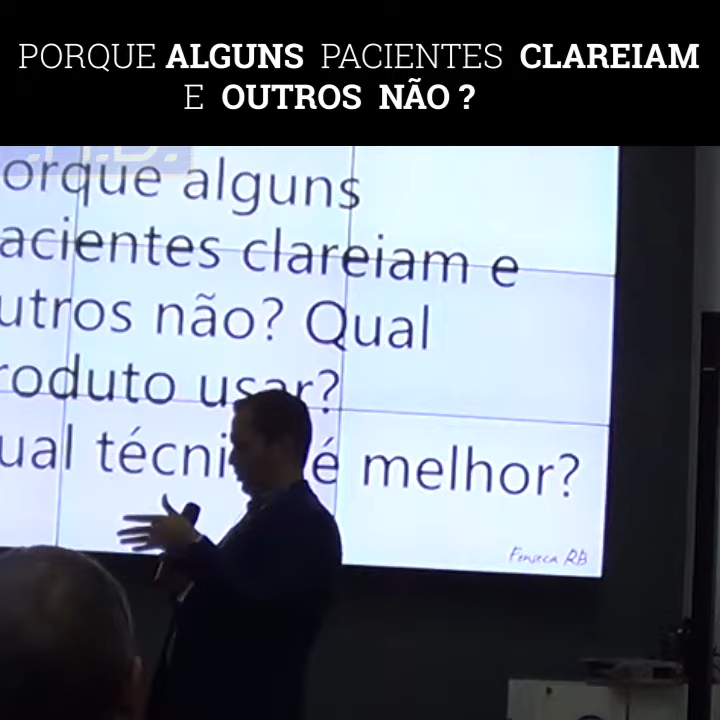 PORQUE ALGUNS PACIENTES CLAREIAM
E OUTROS NÃO ?
orque alguns
acientes clareiam e
utros não? Qual
roduto usar?
ual técni é melhor?
Fonseca RB